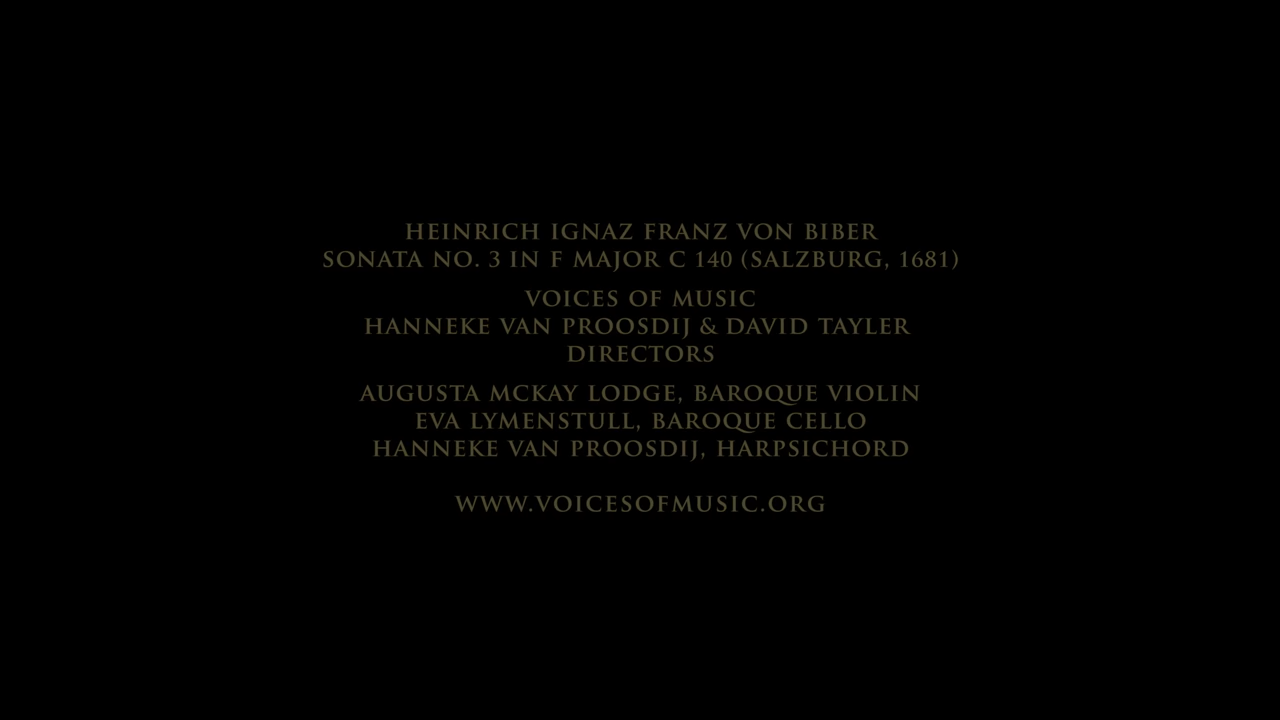 HEINRICH IGNAZ FRANZ VON BIBER
SONATA NO. 3 IN F MAJOR C 140 (SALZBURG, 1681)
VOICES OF MUSIC
HANNEKE VAN PROOSDIJ & DAVID TAYLER
DIRECTORS
AUGUSTA MCKAY LODGE, BAROQUE VIOLIN
EVA LYMENSTULL, BAROQUE CELLO
HANNEKE VAN PROOSDIJ, HARPSICHORD
WWW.VOICESOFMUSIC.ORG